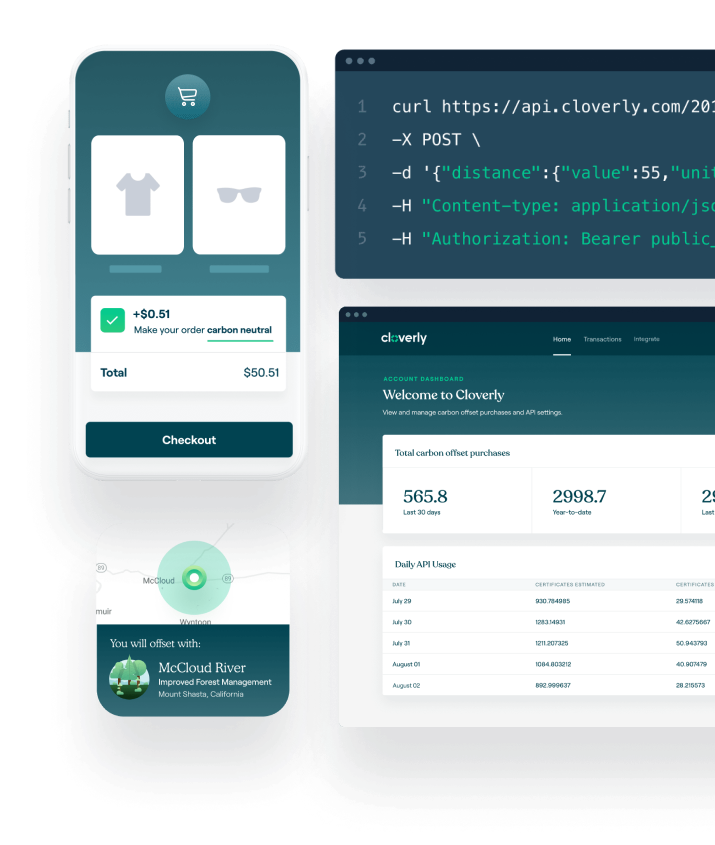 +$0.51
Make your order carbon neutral
Total $50.51
Checkout
1 curl https://api.cloverly.com/201
2 -X POST \
3 -d '{"distance":{"value":55,"unit
4 -H "Content-type: application/jso
5 -H "Authorization: Bearer public_
cloverly
Home Transactions Integrate
ACCOUNT DASHBOARD
Welcome to Cloverly
View and manage carbon offset purchases and API settings.
Total carbon offset purchases
565.8 2998.7 29
Last 30 days Year-to-date Last
Daily API Usage
DATE CERTIFICATES ESTIMATED CERTIFICATES
July 29 930.784985 29.574118
July 30 1283.14931 42.6275667
July 31 1211.207325 50.943793
August 01 1084.803212 40.907479
August 02 892.999637 28.215573
89
McCloud 89
muir
Wyntoon
You will offset with:
McCloud River
Improved Forest Management
Mount Shasta, California